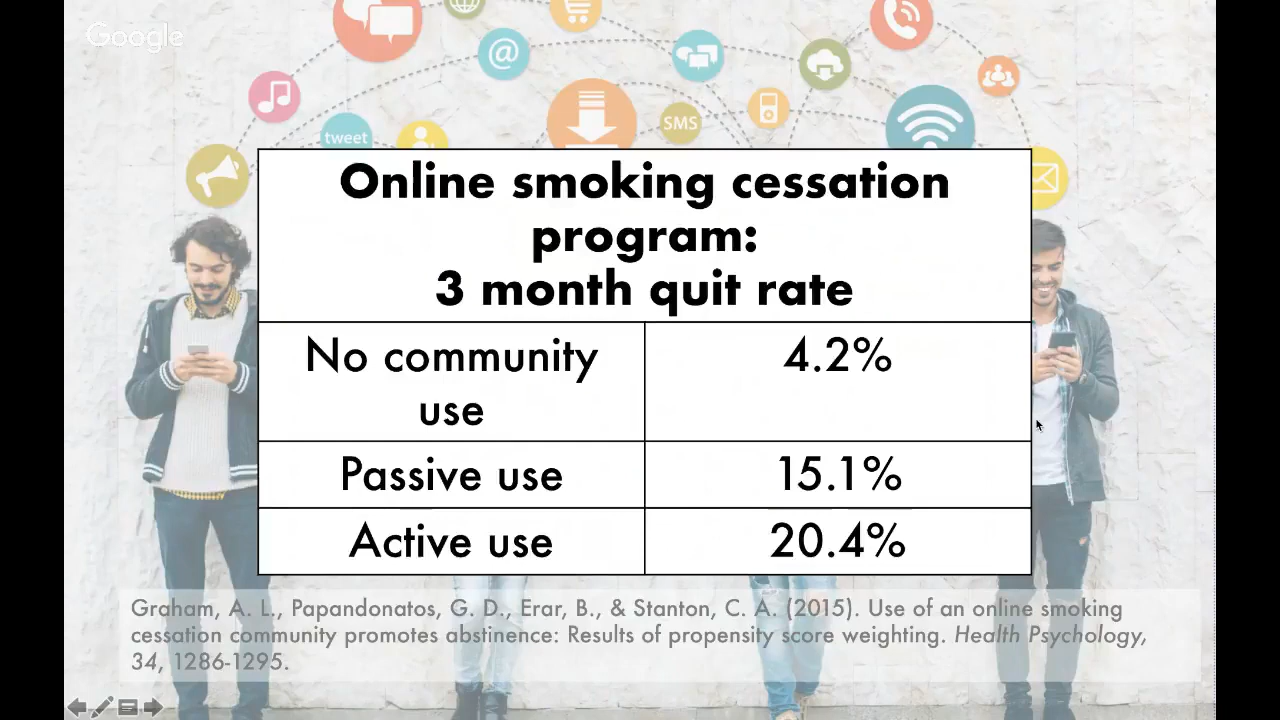 Google
@
tweet
SMS
Online smoking cessation
program:
3 month quit rate
No community
use
4.2%
Passive use
15.1%
Active use
20.4%
Graham, A. L., Papandonatos, G. D., Erar, B., & Stanton, C. A. (2015). Use of an online smoking
cessation community promotes abstinence: Results of propensity score weighting. Health Psychology,
34, 1286-1295.